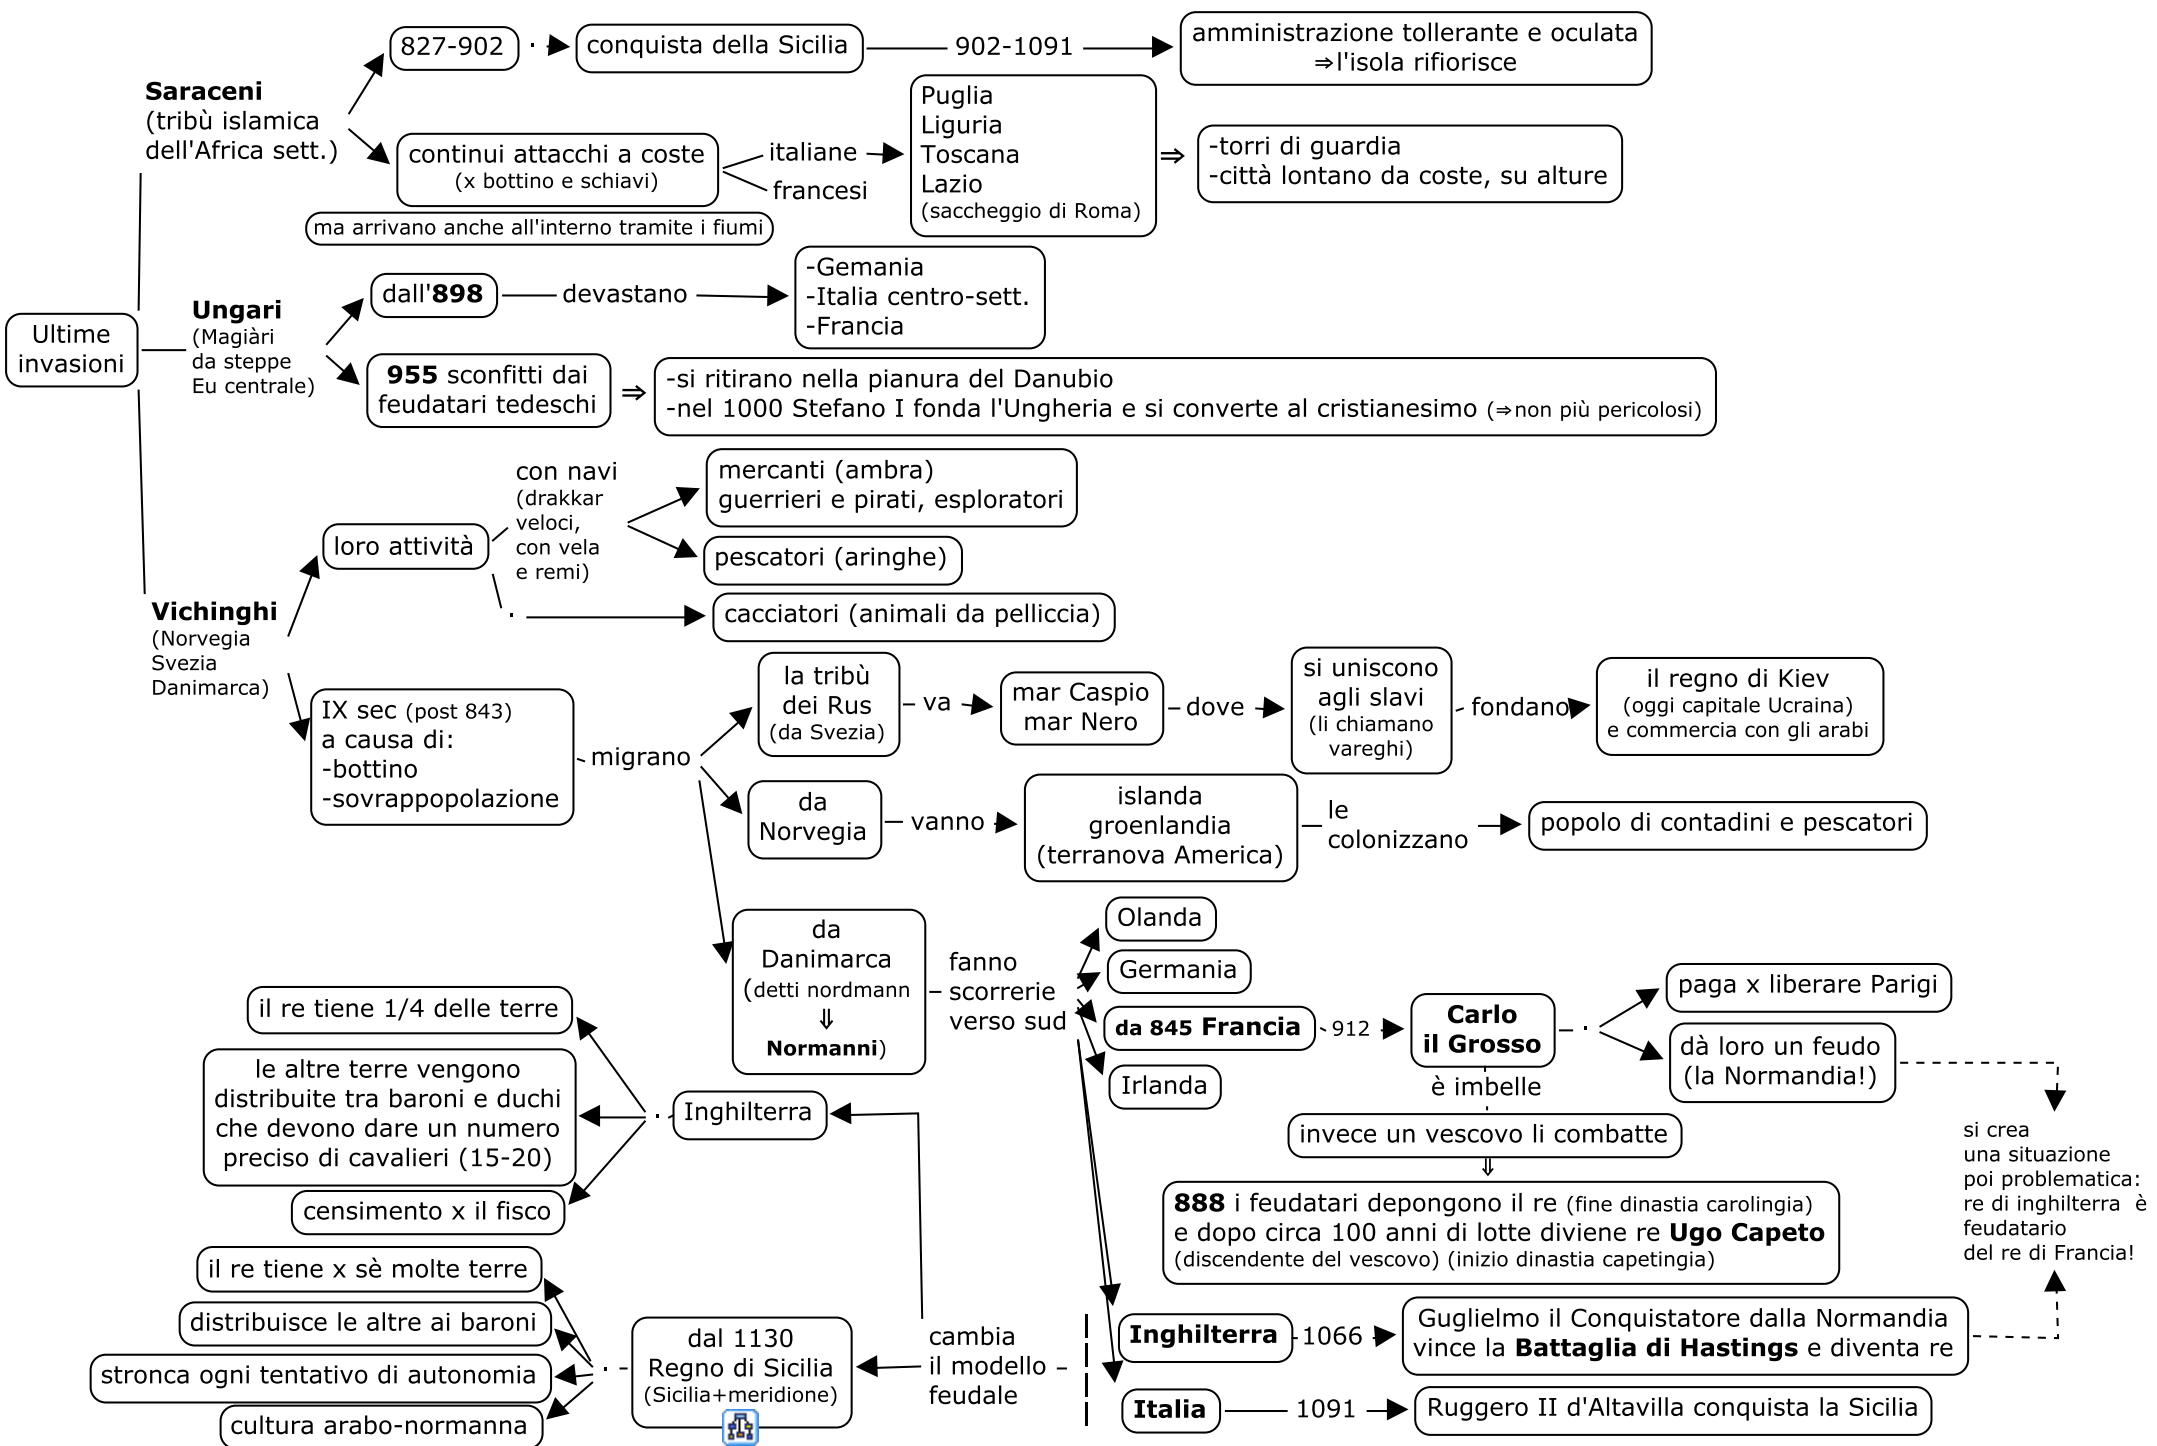 Ultime
invasioni
Saraceni
(tribù islamica
dell'Africa sett.)
827-902
conquista della Sicilia
902-1091
amministrazione tollerante e oculata
⇒l'isola rifiorisce
continui attacchi a coste
(x bottino e schiavi)
italiane
francesi
Puglia
Liguria
Toscana
Lazio
(saccheggio di Roma)
⇒
-torri di guardia
-città lontano da coste, su alture
ma arrivano anche all'interno tramite i fiumi
Ungari
(Magiàri
da steppe
Eu centrale)
dall'898
devastano
-Gemania
-Italia centro-sett.
-Francia
955 sconfitti dai
feudatari tedeschi
⇒
-si ritirano nella pianura del Danubio
-nel 1000 Stefano I fonda l'Ungheria e si converte al cristianesimo (⇒non più pericolosi)
Vichinghi
(Norvegia
Svezia
Danimarca)
loro attività
con navi
(drakkar
veloci,
con vela
e remi)
mercanti (ambra)
guerrieri e pirati, esploratori
pescatori (aringhe)
cacciatori (animali da pelliccia)
IX sec (post 843)
a causa di:
-bottino
-sovrappopolazione
migrano
la tribù
dei Rus
(da Svezia)
va
mar Caspio
mar Nero
dove
si uniscono
agli slavi
(li chiamano
vareghi)
fondano
il regno di Kiev
(oggi capitale Ucraina)
e commercia con gli arabi
da
Norvegia
vanno
islanda
groenlandia
(terranova America)
le
colonizzano
popolo di contadini e pescatori
da
Danimarca
(detti nordmann
⇓
Normanni)
fanno
scorrerie
verso sud
Olanda
Germania
da 845 Francia
912
Carlo
il Grosso
paga x liberare Parigi
dà loro un feudo
(la Normandia!)
Irlanda
è imbelle
invece un vescovo li combatte
⇓
888 i feudatari depongono il re (fine dinastia carolingia)
e dopo circa 100 anni di lotte diviene re Ugo Capeto
(discendente del vescovo) (inizio dinastia capetingia)
si crea
una situazione
poi problematica:
re di inghilterra è
feudatario
del re di Francia!
Inghilterra
1066
Guglielmo il Conquistatore dalla Normandia
vince la Battaglia di Hastings e diventa re
Italia
1091
Ruggero II d'Altavilla conquista la Sicilia
cambia
il modello
feudale
Inghilterra
il re tiene 1/4 delle terre
le altre terre vengono
distribuite tra baroni e duchi
che devono dare un numero
preciso di cavalieri (15-20)
censimento x il fisco
dal 1130
Regno di Sicilia
(Sicilia+meridione)
il re tiene x sè molte terre
distribuisce le altre ai baroni
stronca ogni tentativo di autonomia
cultura arabo-normanna